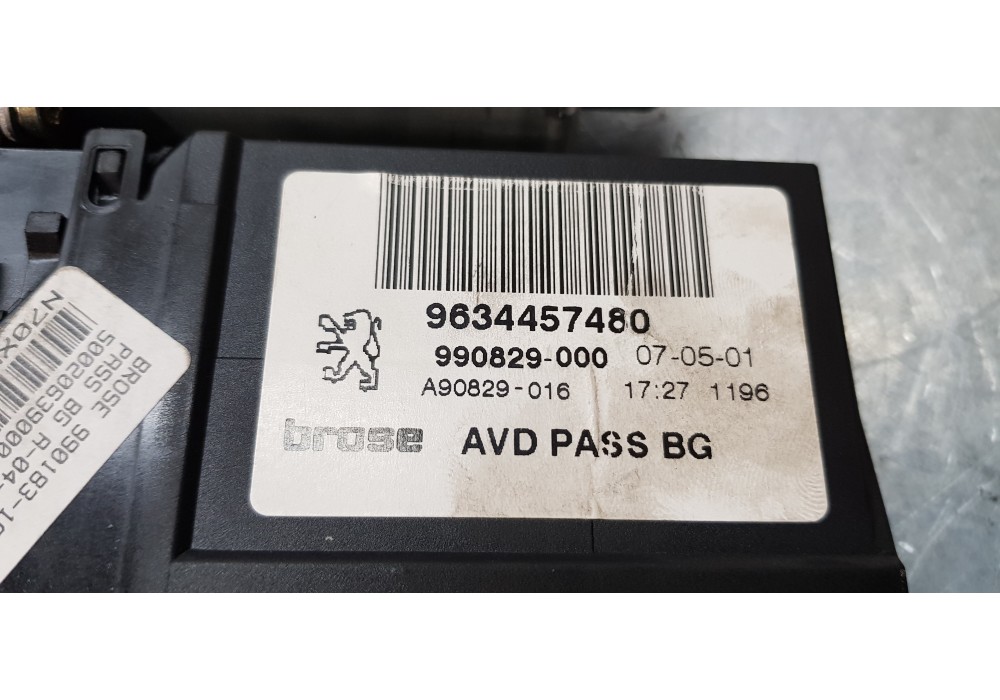 9634457480
990829-000 07-05-01
A90829-016 17:27 1196
brose AVD PASS BG
BROSE 990183-10
PASS BG A-04-
50020639000
N70X